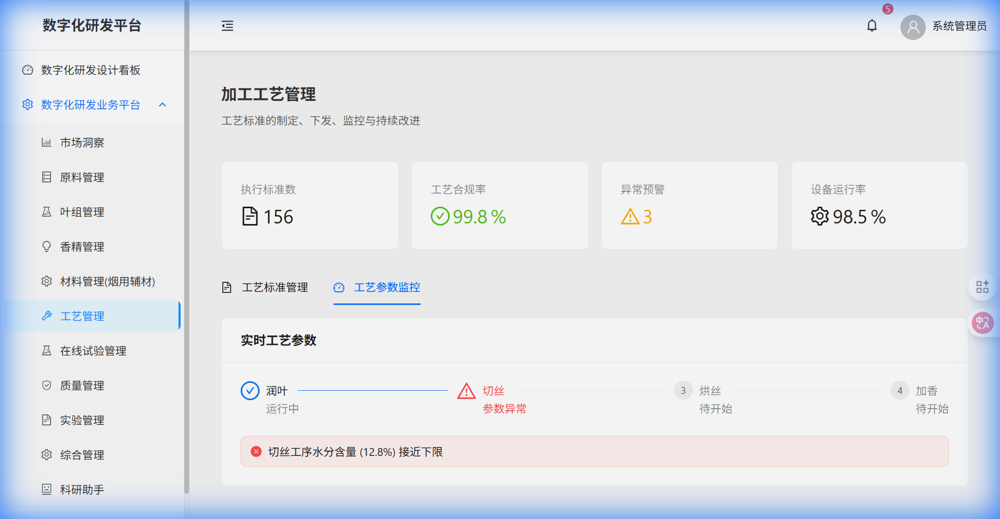 数字化研发平台
5
系统管理员
数字化研发设计看板
数字化研发业务平台
市场洞察
原料管理
叶组管理
香精管理
材料管理(烟用辅材)
工艺管理
在线试验管理
质量管理
实验管理
综合管理
科研助手
加工工艺管理
工艺标准的制定、下发、监控与持续改进
执行标准数
156
工艺合规率
99.8 %
异常预警
3
设备运行率
98.5 %
工艺标准管理
工艺参数监控
实时工艺参数
润叶
运行中
切丝
参数异常
3
烘丝
待开始
4
加香
待开始
切丝工序水分含量 (12.8%) 接近下限
中A